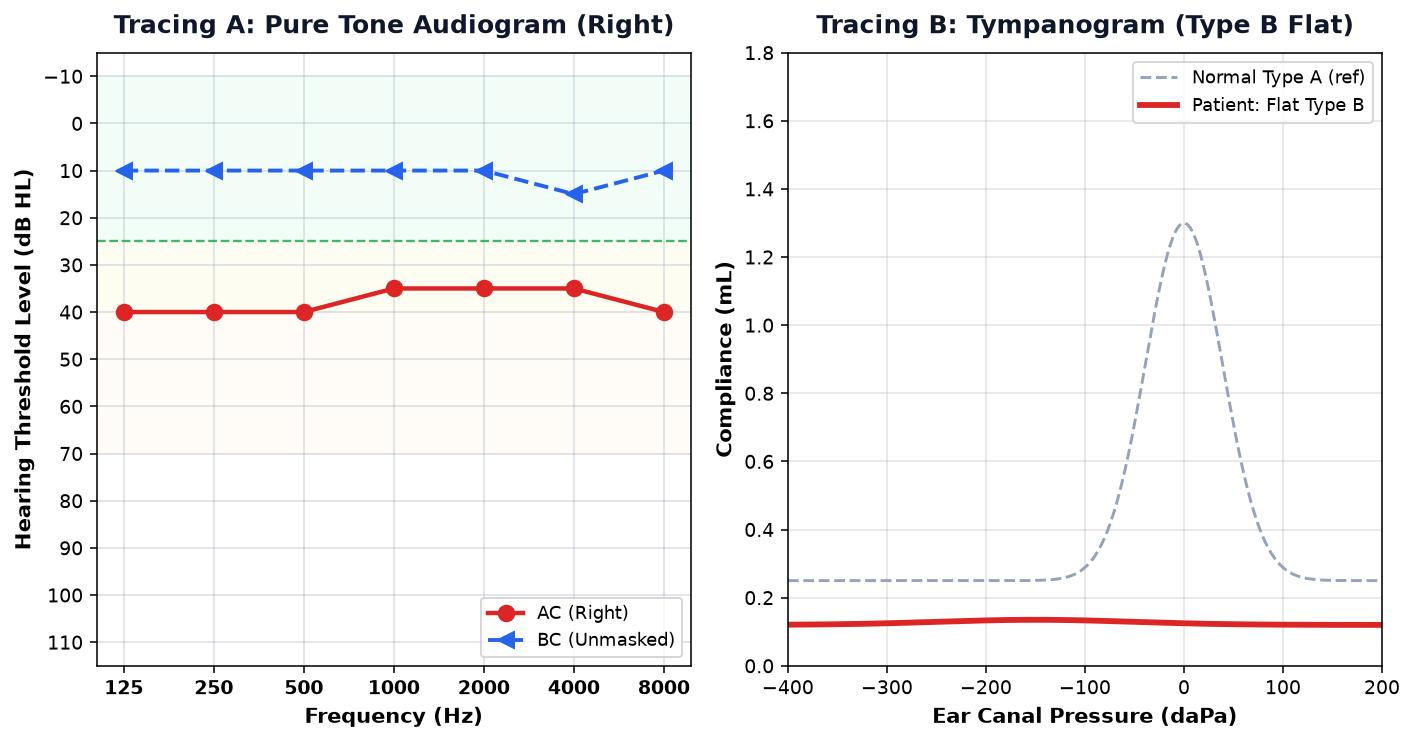 Tracing A: Pure Tone Audiogram (Right)
Hearing Threshold Level (dB HL)
−10
0
10
20
30
40
50
60
70
80
90
100
110
AC (Right)
BC (Unmasked)
125 250 500 1000 2000 4000 8000
Frequency (Hz)
Tracing B: Tympanogram (Type B Flat)
Compliance (mL)
1.8
1.6
1.4
1.2
1.0
0.8
0.6
0.4
0.2
0.0
Normal Type A (ref)
Patient: Flat Type B
−400 −300 −200 −100 0 100 200
Ear Canal Pressure (daPa)